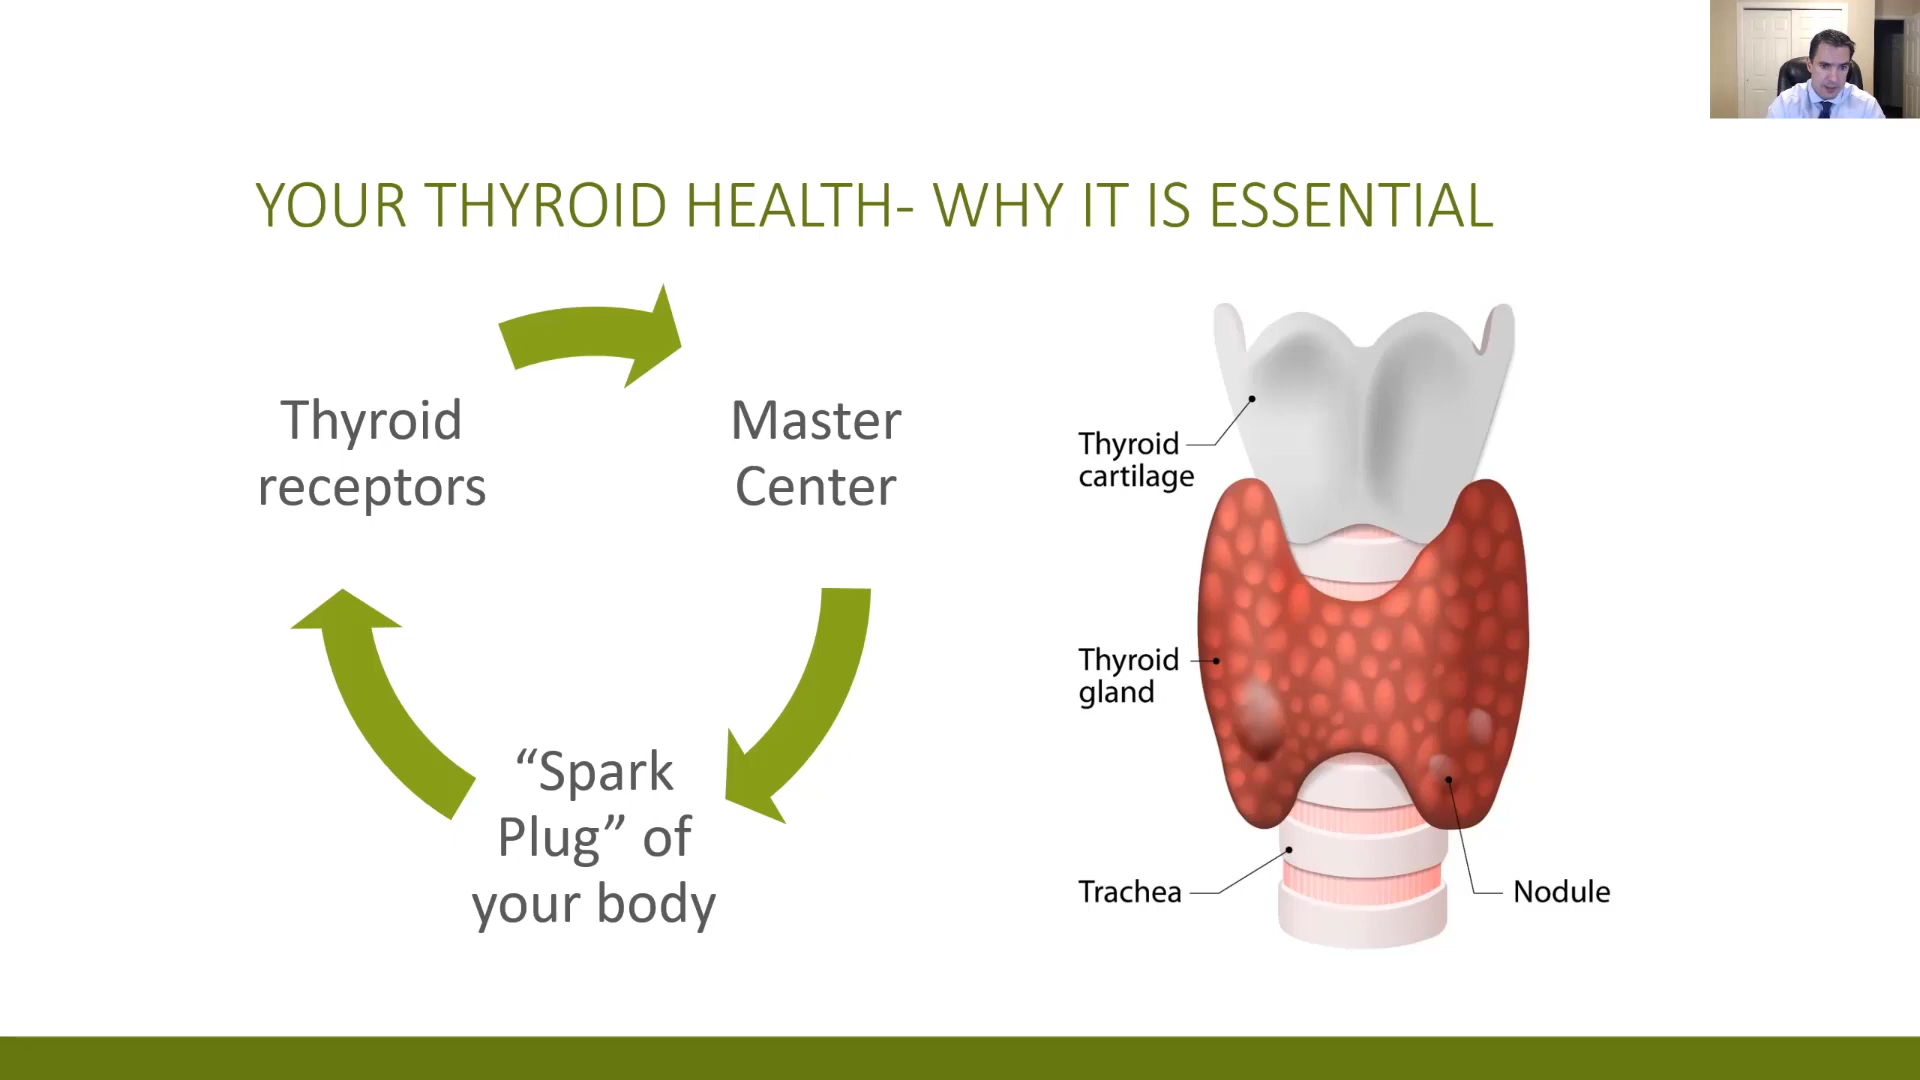 YOUR THYROID HEALTH- WHY IT IS ESSENTIAL
Thyroid
receptors
Master
Center
“Spark
Plug” of
your body
Thyroid
cartilage
Thyroid
gland
Trachea
Nodule